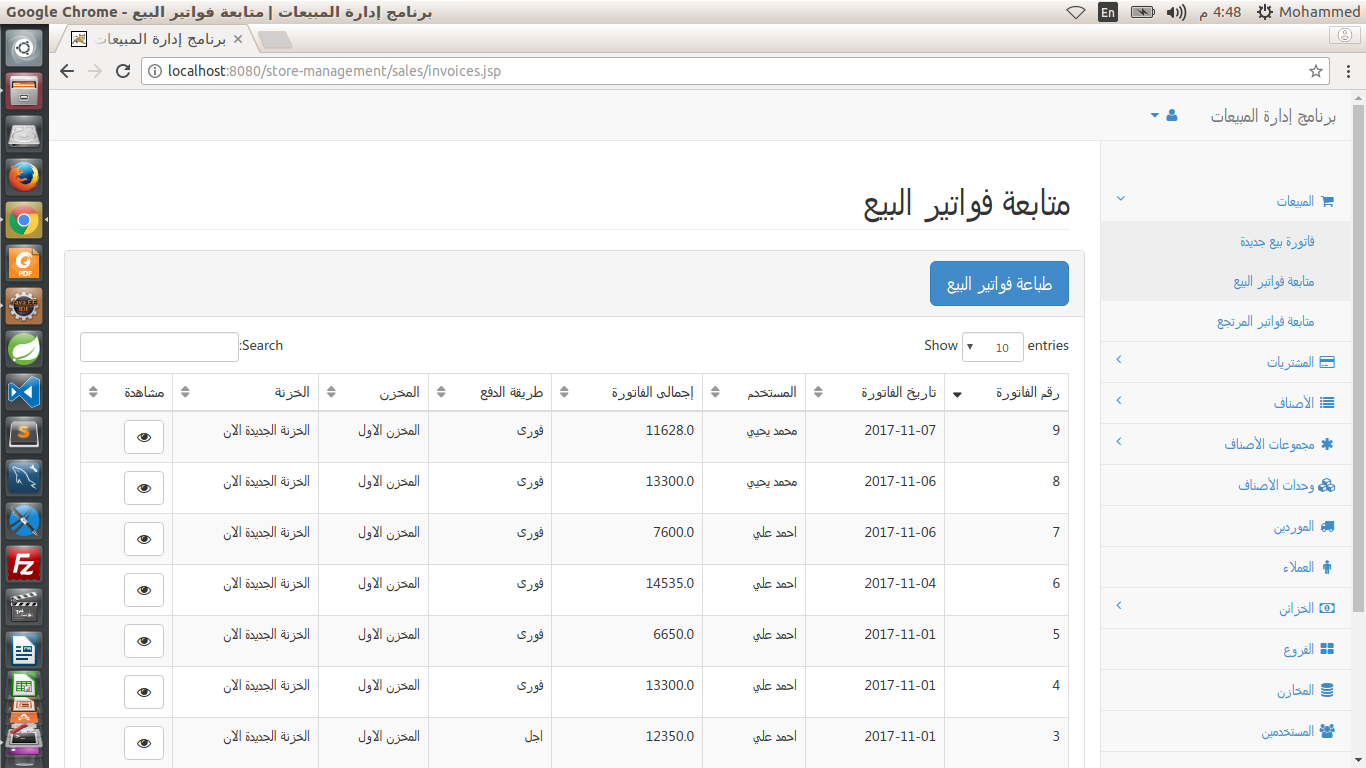 برنامج إدارة المبيعات | متابعة فواتير البيع - Google Chrome
En
4:48 م
Mohammed
برنامج إدارة المبيعات
localhost:8080/store-management/sales/invoices.jsp
برنامج إدارة المبيعات
المبيعات
فاتورة بيع جديدة
متابعة فواتير البيع
متابعة فواتير المرتجع
المشتريات
الأصناف
مجموعات الأصناف
وحدات الأصناف
الموردين
العملاء
الخزائن
الفروع
المخازن
المستخدمين
متابعة فواتير البيع
طباعة فواتير البيع
Show 10 entries
Search:
رقم الفاتورة تاريخ الفاتورة المستخدم إجمالى الفاتورة طريقة الدفع المخزن الخزنة مشاهدة
9 2017-11-07 محمد يحيي 11628.0 فورى المخزن الاول الخزنة الجديدة الان
8 2017-11-06 محمد يحيي 13300.0 فورى المخزن الاول الخزنة الجديدة الان
7 2017-11-06 احمد علي 7600.0 فورى المخزن الاول الخزنة الجديدة الان
6 2017-11-04 احمد علي 14535.0 فورى المخزن الاول الخزنة الجديدة الان
5 2017-11-01 احمد علي 6650.0 فورى المخزن الاول الخزنة الجديدة الان
4 2017-11-01 احمد علي 13300.0 فورى المخزن الاول الخزنة الجديدة الان
3 2017-11-01 احمد علي 12350.0 اجل المخزن الاول الخزنة الجديدة الان
PDF
Java EE
IDE
S
Fz